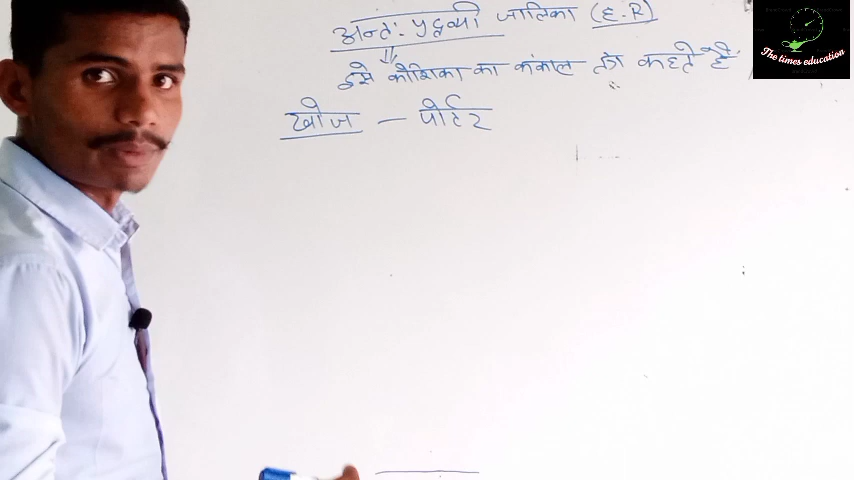 अन्तः प्रद्रव्यी जालिका (E.R)
इसे कोशिका का कंकाल तंत्र कहते हैं
खोज – पोर्टर
The times education